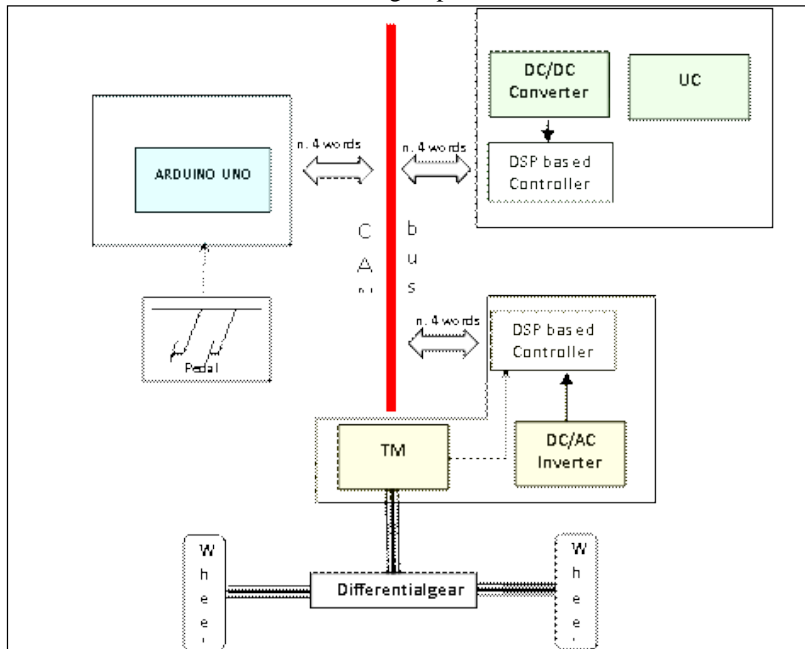 DC/DC
Converter
UC
n. 4 words
n. 4 words
ARDUINO UNO
DSP based
Controller
C
A
b
u
s
n. 4 words
DSP based
Controller
Pedal
TM
DC/AC
Inverter
W
h
e
e
Differentialgear
W
h
e
e